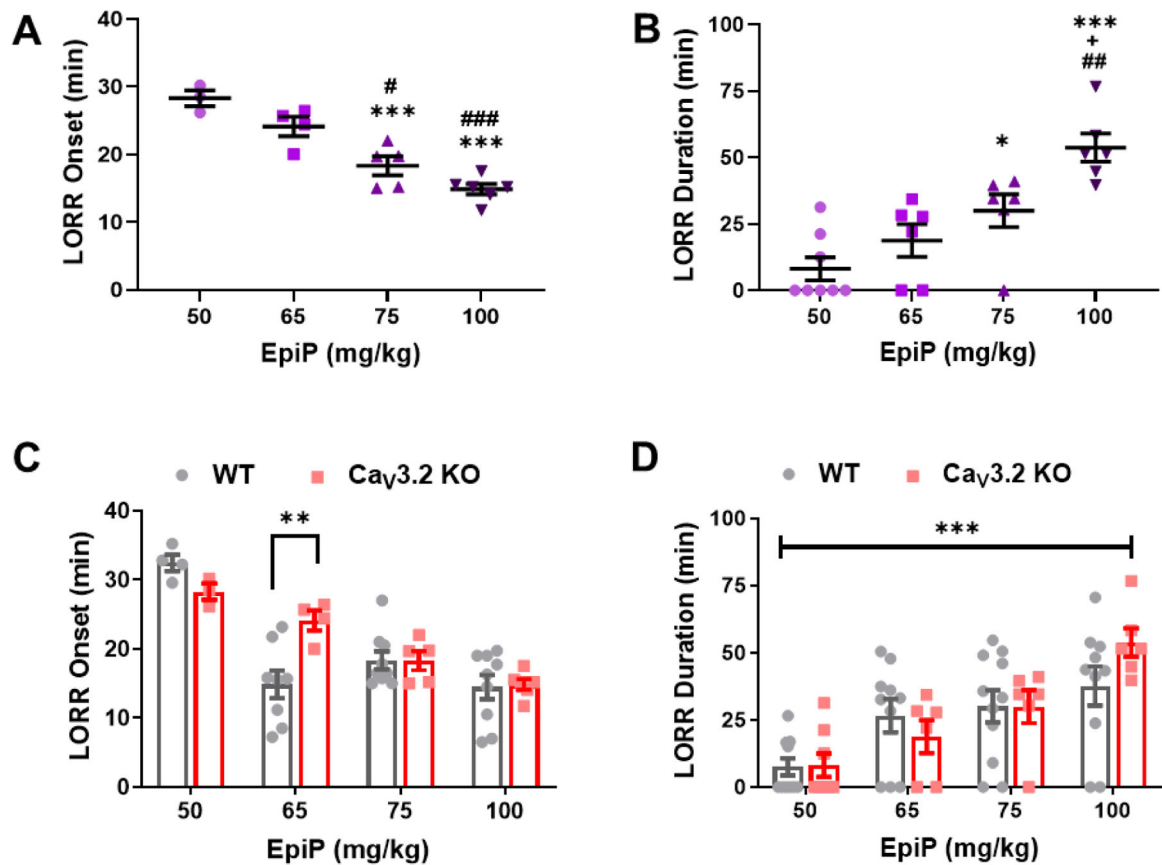 A
LORR Onset (min)
40
30
20
10
0
#
***
###
***
50 65 75 100
EpiP (mg/kg)
B
LORR Duration (min)
100
75
50
25
0
*
***
+
##
50 65 75 100
EpiP (mg/kg)
C
WT CaV3.2 KO
LORR Onset (min)
40
30
20
10
0
**
50 65 75 100
EpiP (mg/kg)
D
WT CaV3.2 KO
LORR Duration (min)
100
75
50
25
0
***
50 65 75 100
EpiP (mg/kg)